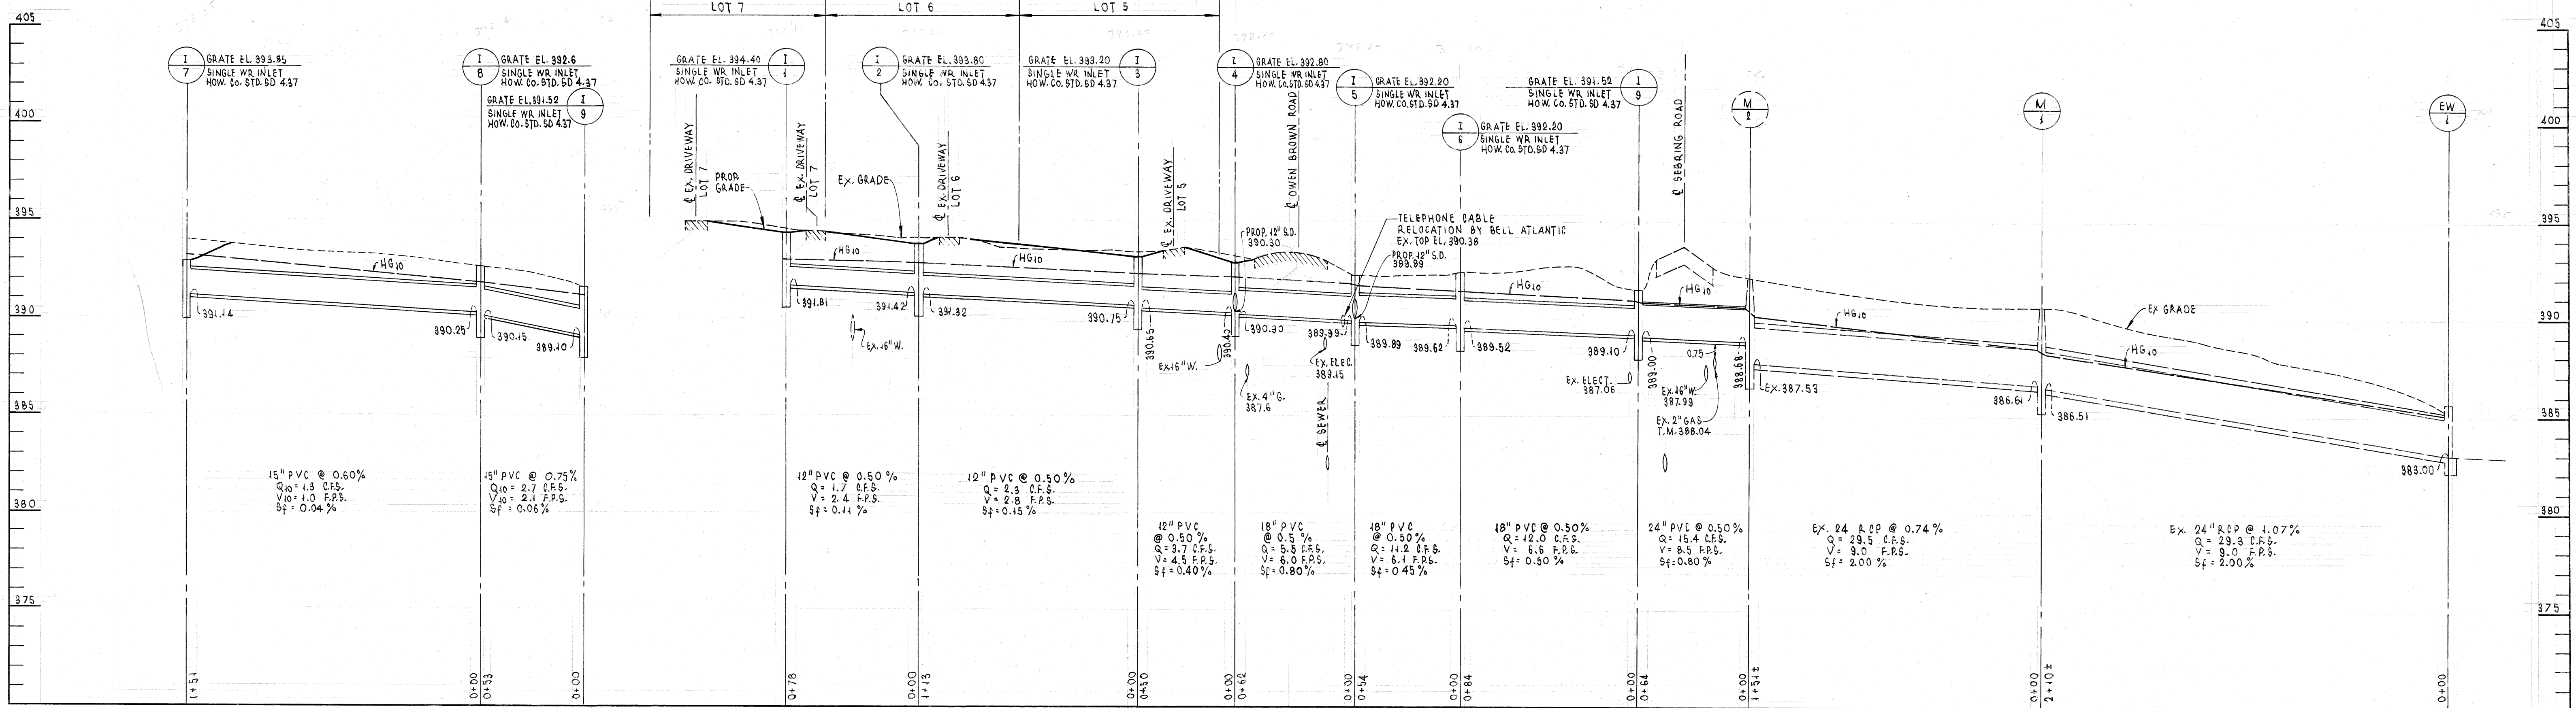 LOT 7
LOT 6
LOT 5
405
400
395
390
385
380
375
405
400
395
390
385
380
375
I
7
GRATE EL. 393.85
SINGLE WR INLET
HOW. CO. STD. SD 4.37
I
8
GRATE EL. 392.6
SINGLE WR INLET
HOW. CO. STD. SD 4.37
GRATE EL. 391.52
SINGLE WR INLET
HOW. CO. STD. SD 4.37
I
9
GRATE EL. 394.40
SINGLE WR INLET
HOW. CO. STD. SD 4.37
I
1
I
2
GRATE EL. 393.80
SINGLE WR INLET
HOW. CO. STD. SD 4.37
GRATE EL. 393.20
SINGLE WR INLET
HOW. CO. STD. SD 4.37
I
3
I
4
GRATE EL. 392.80
SINGLE WR INLET
HOW. CO. STD. SD 4.37
I
5
GRATE EL. 392.20
SINGLE WR INLET
HOW. CO. STD. SD 4.37
I
6
GRATE EL. 392.20
SINGLE WR INLET
HOW. CO. STD. SD 4.37
GRATE EL. 391.52
SINGLE WR INLET
HOW. CO. STD. SD 4.37
I
9
M
2
M
1
EW
1
℄ EX. DRIVEWAY
LOT 7
PROP.
GRADE
℄ EX. DRIVEWAY
LOT 7
EX. GRADE
℄ EX. DRIVEWAY
LOT 6
℄ EX. DRIVEWAY
LOT 5
℄ OWEN BROWN ROAD
℄ SEBRING ROAD
TELEPHONE CABLE
RELOCATION BY BELL ATLANTIC
EX. TOP EL. 390.38
PROP. 12" S.D.
390.30
PROP. 12" S.D.
389.89
HG10
HG10
HG10
HG10
HG10
HG10
HG10
EX GRADE
391.14
390.25
390.15
389.10
391.81
391.42
391.32
390.75
390.65
390.40
390.30
389.99
389.89
389.62
389.52
389.10
389.00
0.75
388.68
EX. 387.53
386.61
386.51
383.00
EX. 16" W.
EX 16" W.
EX. 4" G.
387.6
EX. ELEC.
389.15
℄ SEWER
EX. ELECT.
387.06
EX. 16" W.
387.99
EX. 2" GAS
T.M. 388.04
15" PVC @ 0.60%
Q10 = 1.3 C.F.S.
V10 = 1.0 F.P.S.
Sf = 0.04 %
15" PVC @ 0.75%
Q10 = 2.7 C.F.S.
V10 = 2.1 F.P.S.
Sf = 0.06%
12" PVC @ 0.50 %
Q = 1.7 C.F.S.
V = 2.4 F.P.S.
Sf = 0.11 %
12" PVC @ 0.50%
Q = 2.3 C.F.S.
V = 2.8 F.P.S.
Sf = 0.15%
12" PVC
@ 0.50 %
Q = 3.7 C.F.S.
V = 4.5 F.P.S.
Sf = 0.40%
18" PVC
@ 0.5 %
Q = 5.5 C.F.S.
V = 6.0 F.P.S.
Sf = 0.80%
18" PVC
@ 0.50%
Q = 11.2 C.F.S.
V = 6.1 F.P.S.
Sf = 0.45%
18" PVC @ 0.50%
Q = 12.0 C.F.S.
V = 6.6 F.P.S.
Sf = 0.50 %
24" PVC @ 0.50%
Q = 15.4 C.F.S.
V = 8.5 F.P.S.
Sf = 0.80%
EX. 24 RCP @ 0.74%
Q = 29.5 C.F.S.
V = 9.0 F.P.S.
Sf = 2.00 %
EX. 24" RCP @ 1.07%
Q = 29.3 C.F.S.
V = 9.0 F.P.S.
Sf = 2.00%
1+51
0+00
0+53
0+00
0+78
0+00
1+13
0+00
0+50
0+00
0+62
0+00
0+54
0+00
0+84
0+00
0+64
1+51±
0+00
2+10±
0+00